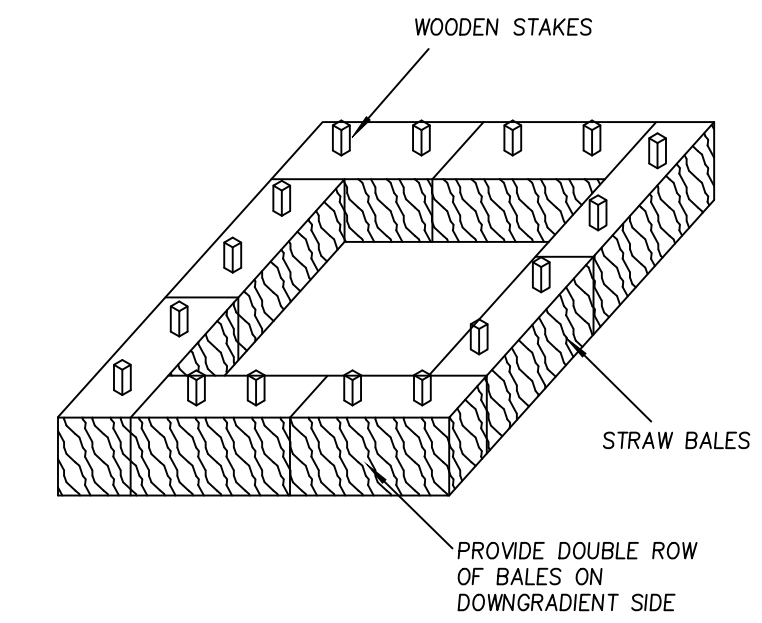 WOODEN STAKES
STRAW BALES
PROVIDE DOUBLE ROW
OF BALES ON
DOWNGRADIENT SIDE